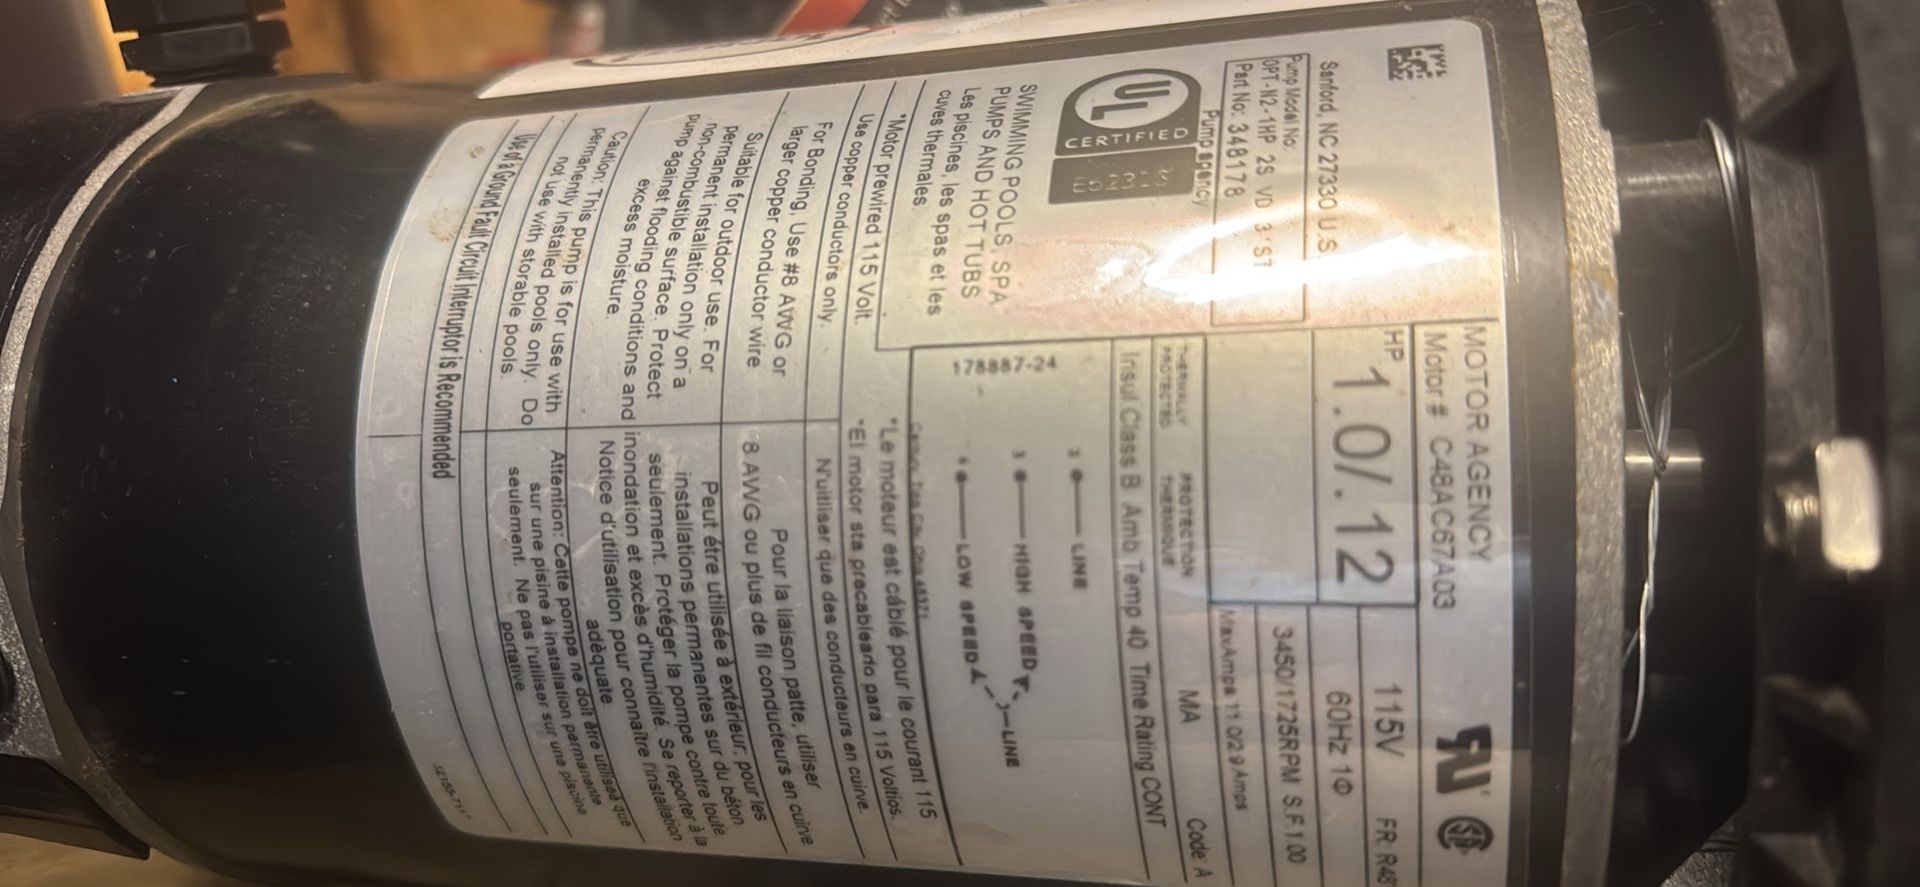 Sanford, NC 27330 U S
Pump Model No:
OPT-N2-1HP 2S VD 3'ST
Part No: 348178
Pump agency
UL
CERTIFIED
SWIMMING POOLS, SPA
PUMPS AND HOT TUBS
Les piscines, les spas et les
cuves thermales
MOTOR AGENCY
Motor # C48AC67A03
HP 1.0/.12
115V FR R48
60Hz 1Φ
3450/1725RPM S.F.1.00
Max Amps 11.0/2.9 Amps
THERMALLY PROTECTED
PROTECTION THERMIQUE
MA Code: A
Insul Class B Amb Temp 40 Time Rating CONT
178887-24
LINE
HIGH SPEED
LINE
LOW SPEED
*Motor prewired 115 Volt.
*Le moteur est câblé pour le courant 115
*El motor sta precableado para 115 Voltios.
Use copper conductors only.
N'uitliser que des conducteurs en cuirve.
For Bonding, Use #8 AWG or
larger copper conductor wire
Pour la liaison patte, utiliser
8 AWG ou plus de fil conducteurs en cuirve
Suitable for outdoor use. For
permanent installation only on a
non-combustible surface. Protect
pump against flooding conditions and
excess moisture.
Peut être utilisée à extérieur: pour les
installations permanentes sur du béton
seulement. Protéger la pompe contre toute
inondation et excès d'humidité. Se reporter à la
Notice d'utilisation pour connaître l'installation
adèquate.
Caution: This pump is for use with
permanently installed pools only. Do
not use with storable pools.
Attention: Cette pompe ne doit être utilisée que
sur une pisine à installation permanente
seulement. Ne pas l'utiliser sur une piscine
portative.
Use of a Ground Fault Circuit Interruptor is Recommended